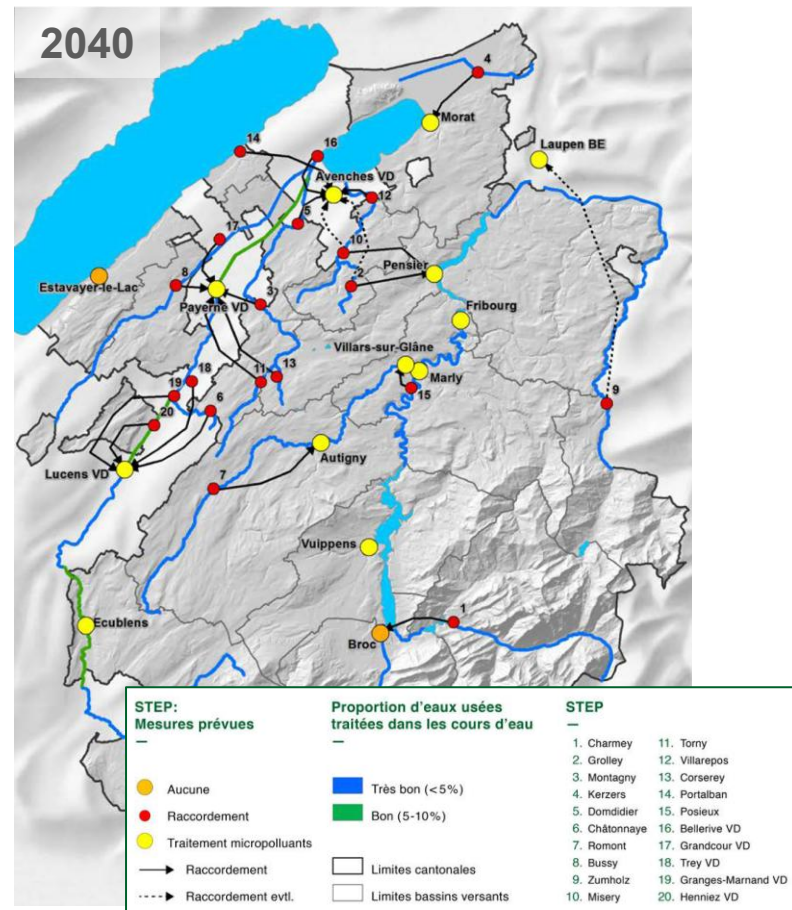 2040
4
Morat
14
16
Laupen BE
Avenches VD
12
5
17
10
Pensier
Estavayer-le-Lac
8
2
Payerne VD
3
Fribourg
Villars-sur-Glâne
18
11
13
Marly
19
15
6
9
20
Autigny
Lucens VD
7
Vuippens
1
Ecublens
Broc
STEP:
Mesures prévues
—
Aucune
Raccordement
Traitement micropolluants
Raccordement
Raccordement evtl.
Proportion d'eaux usées
traitées dans les cours d'eau
—
Très bon (<5%)
Bon (5-10%)
Limites cantonales
Limites bassins versants
STEP
—
1. Charmey
2. Grolley
3. Montagny
4. Kerzers
5. Domdidier
6. Châtonnaye
7. Romont
8. Bussy
9. Zumholz
10. Misery
11. Torny
12. Villarepos
13. Corserey
14. Portalban
15. Posieux
16. Bellerive VD
17. Grandcour VD
18. Trey VD
19. Granges-Marnand VD
20. Henniez VD